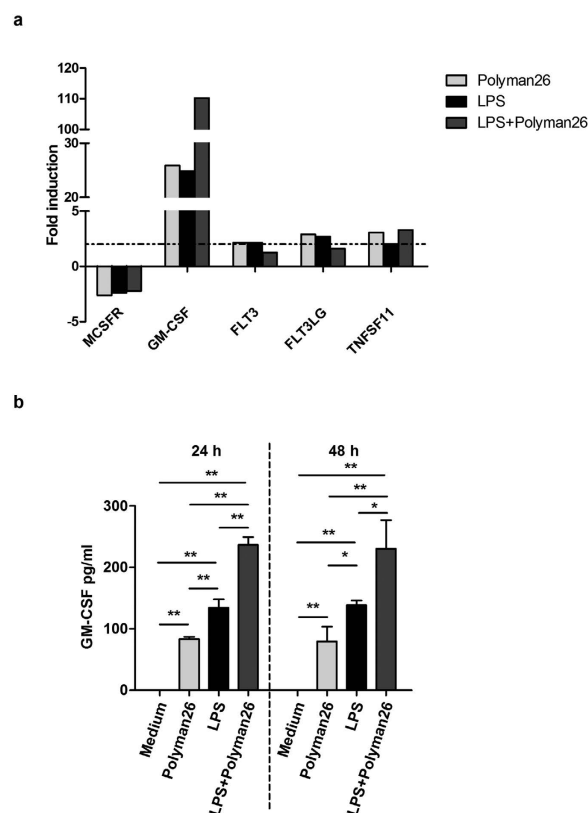 a
120
110
100
30
20
5
0
-5
Fold induction
Polyman26
LPS
LPS+Polyman26
MCSFR
GM-CSF
FLT3
FLT3LG
TNFSF11
b
24 h
48 h
**
**
**
**
**
**
**
**
*
**
*
**
300
200
100
0
GM-CSF pg/ml
Medium
Polyman26
LPS
LPS+Polyman26
Medium
Polyman26
LPS
LPS+Polyman26